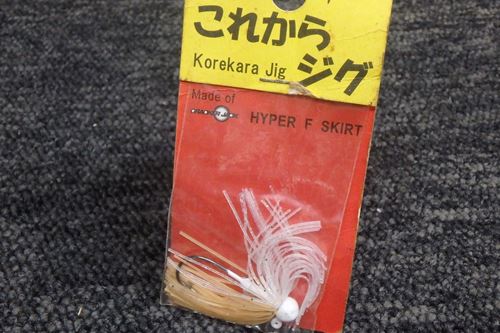 これから
Korekara Jig ジグ
Made of
HYPER F SKIRT